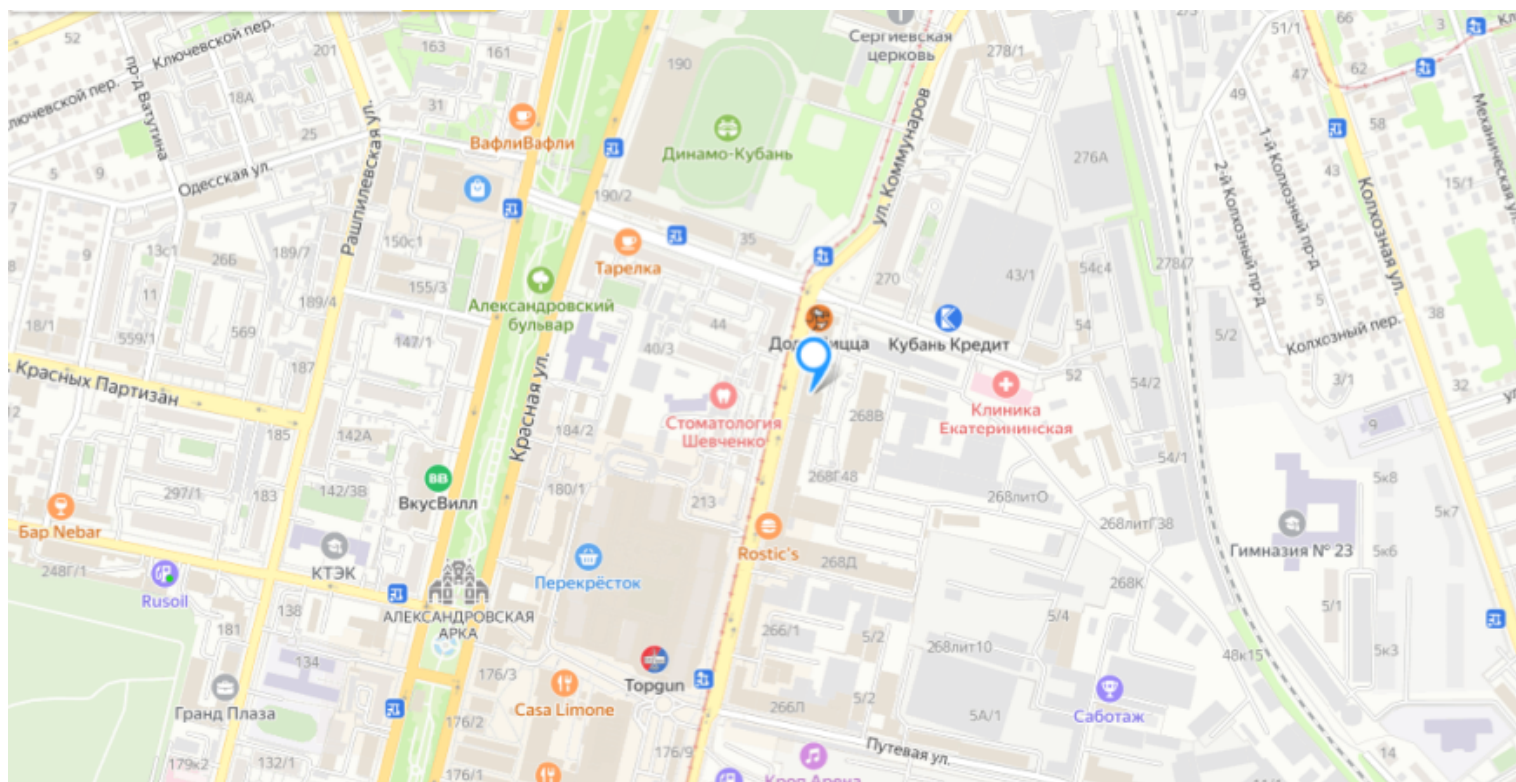 52
Ключевской пер.
201
163
161
190
Сергиевская
церковь
278/1
51/1
66
3
47
62
пр-д Ватутина
18А
31
25
ВафлиВафли
Рашпилевская ул.
Динамо-Кубань
ул. Коммунаров
276А
49
58
Механическая ул.
1-й Колхозный пр-д
2-й Колхозный пр-д
43
15/1
Колхозная ул.
5
9
Одесская ул.
190/2
9
13с1
26Б
189/7
150с1
35
Тарелка
155/3
Александровский
бульвар
270
43/1
54с4
278к7
11
18/1
559/1
569
189/4
147/1
44
40/3
Кубань Кредит
54
5/2
5
38
Колхозный пер.
Красных Партизан
187
Красная ул.
Стоматология
Шевченко
268В
Клиника
Екатерининская
52
54/2
3/1
32
12
185
142А
184/2
9
54/1
297/1
183
142/3В
ВкусВилл
180/1
213
268Г48
268литО
268литГ38
5к8
5к7
Бар Nebar
248Г/1
Rusoil
КТЭК
Перекрёсток
Rostic's
268Д
268К
Гимназия № 23
5к6
138
181
АЛЕКСАНДРОВСКАЯ
АРКА
266/1
5/2
5/4
5/1
134
176/3
Topgun
268лит10
48к15
5к3
Гранд Плаза
176/2
Casa Limone
266Л
5/2
5А/1
Саботаж
179к2
132/1
176/1
176/9
Путевая ул.
14